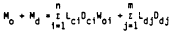 M₀ + M_d = Σ_{i=1}^{n} L_{ci} D_{ci} W_{oi} + Σ_{j=1}^{m} L_{dj} D_{dj}